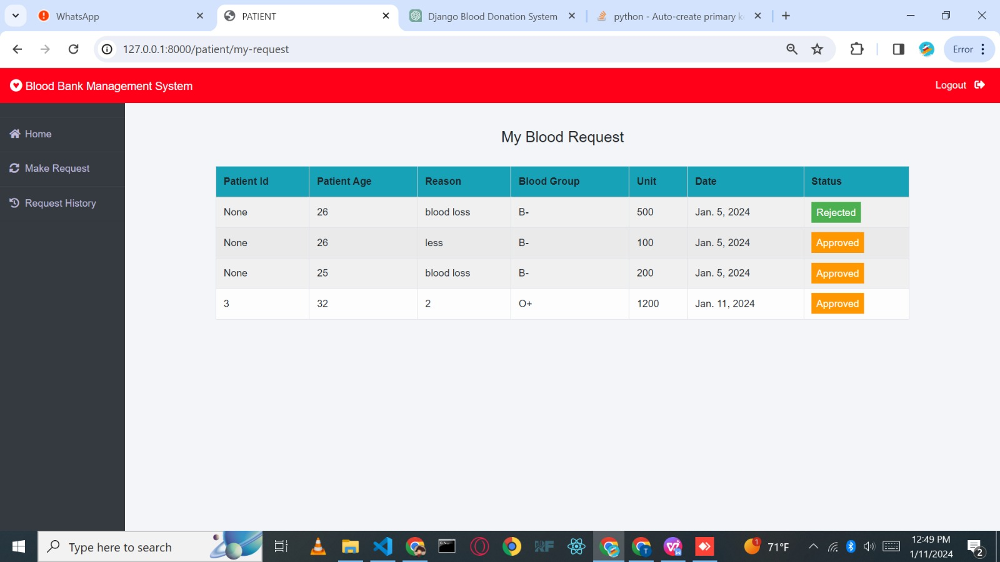 WhatsApp
PATIENT
Django Blood Donation System
python - Auto-create primary k
127.0.0.1:8000/patient/my-request
Error
Blood Bank Management System
Logout
Home
Make Request
Request History
My Blood Request
Patient Id Patient Age Reason Blood Group Unit Date Status
None 26 blood loss B- 500 Jan. 5, 2024 Rejected
None 26 less B- 100 Jan. 5, 2024 Approved
None 25 blood loss B- 200 Jan. 5, 2024 Approved
3 32 2 O+ 1200 Jan. 11, 2024 Approved
Type here to search
T
1
71°F
12:49 PM
1/11/2024
2